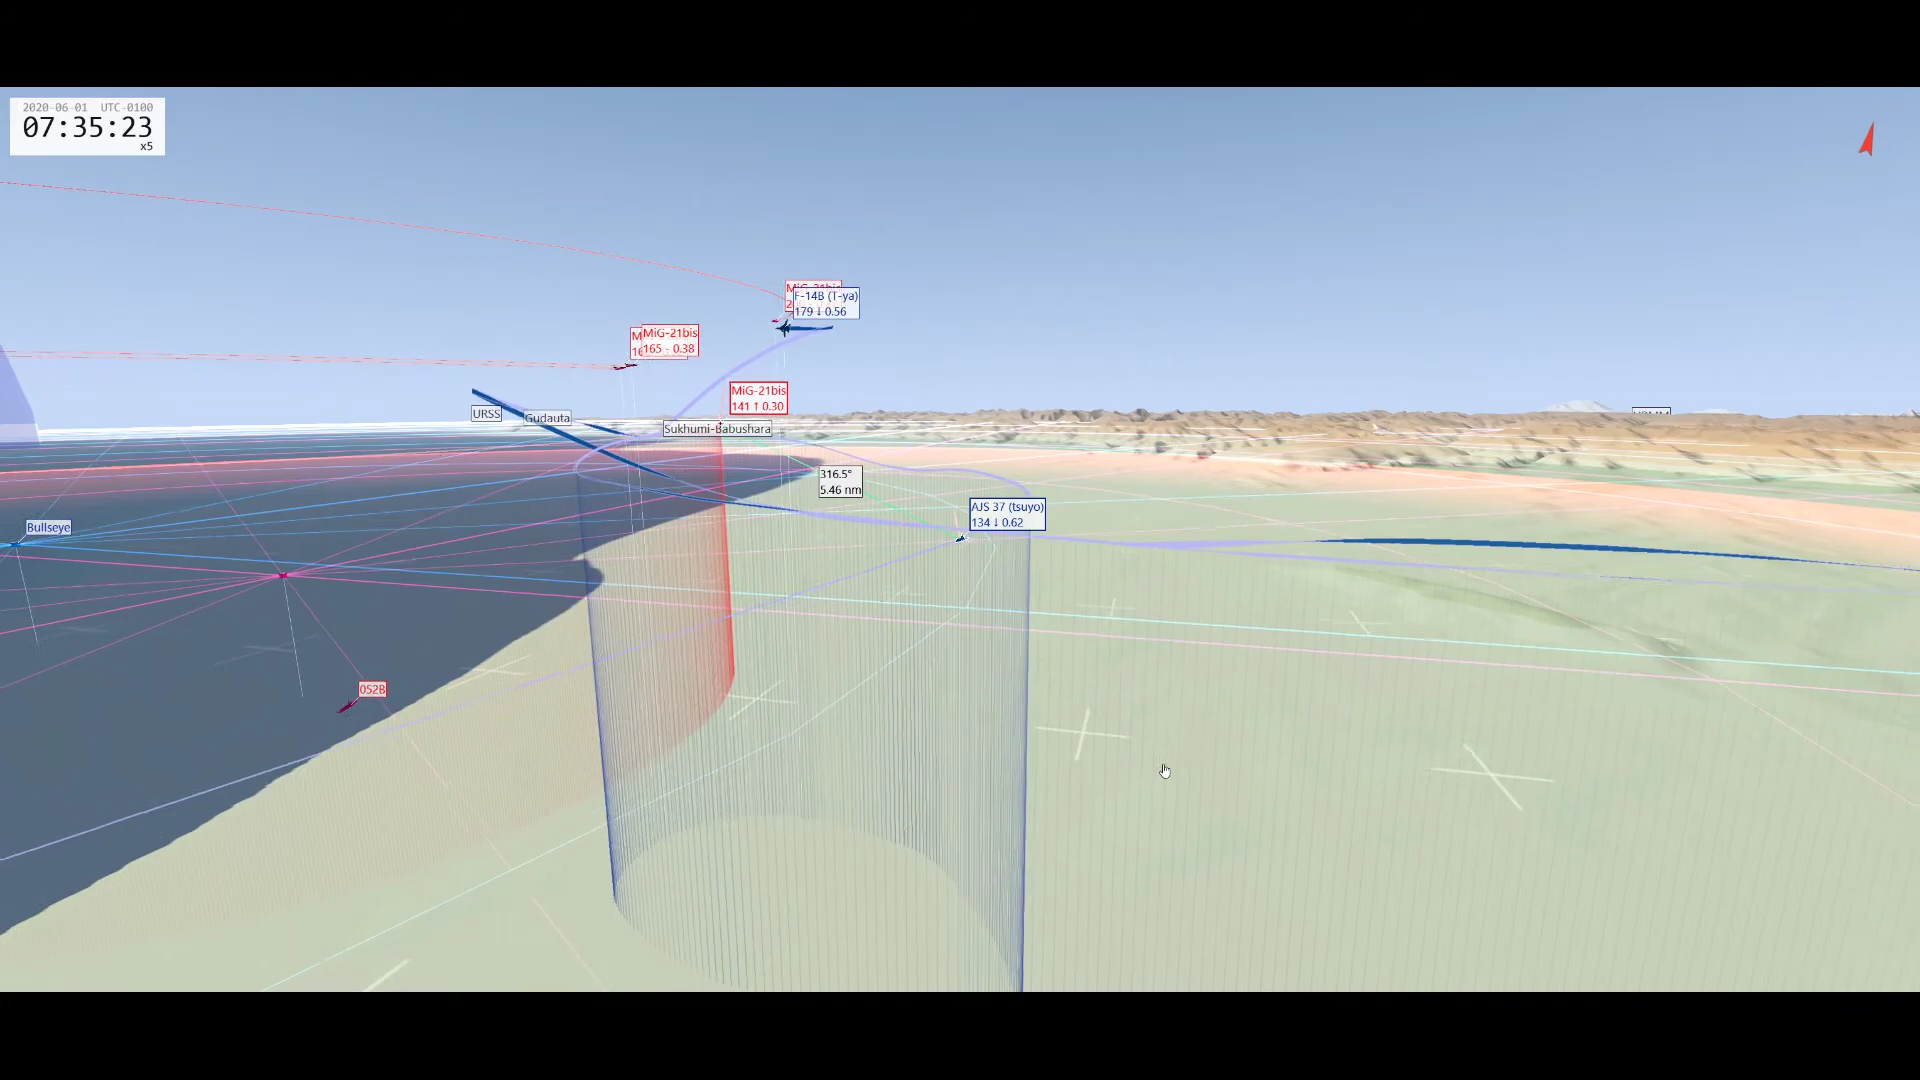 2020-06-01 UTC-0100
07:35:23
x5
F-14B (T-ya)
179 ↓ 0.56
MiG-21bis
165 - 0.38
MiG-21bis
141 ↑ 0.30
URSS
Gudauta
Sukhumi-Babushara
316.5°
5.46 nm
AJS 37 (tsuyo)
134 ↓ 0.62
Bullseye
052B